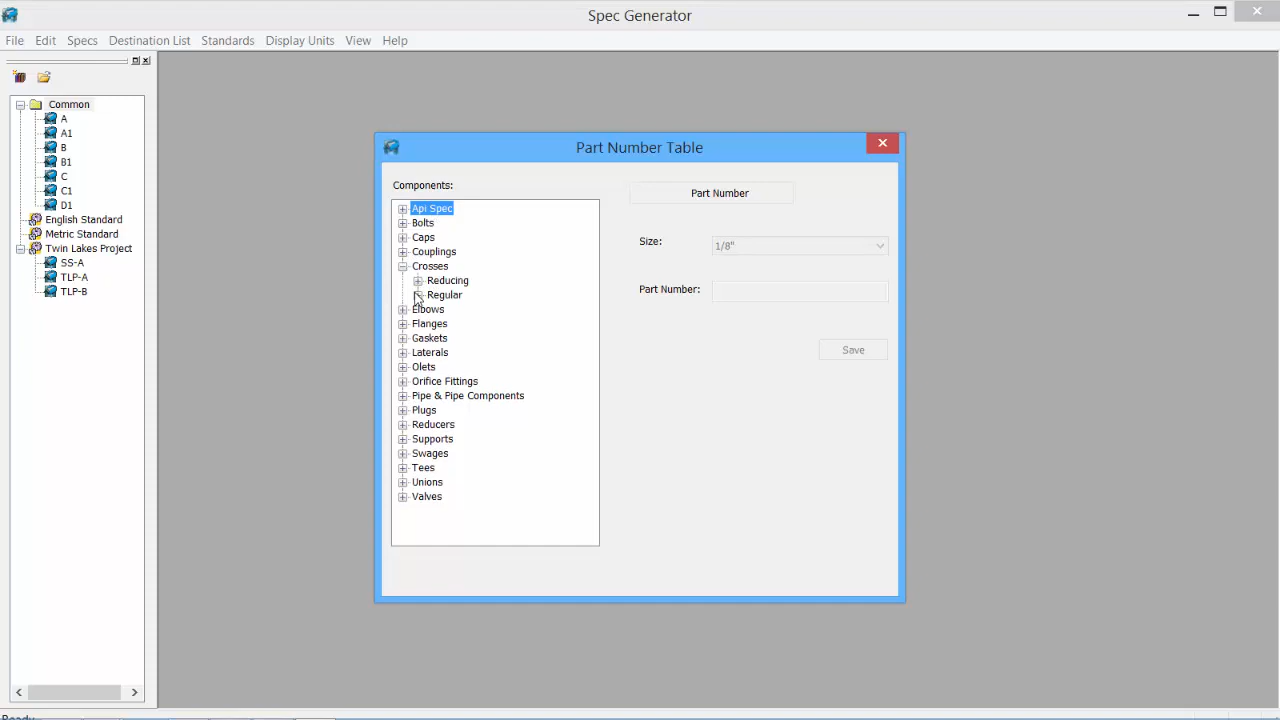 Spec Generator
File Edit Specs Destination List Standards Display Units View Help
Common
A
A1
B
B1
C
C1
D1
English Standard
Metric Standard
Twin Lakes Project
SS-A
TLP-A
TLP-B
Part Number Table
Components:
Api Spec
Bolts
Caps
Couplings
Crosses
Reducing
Regular
Elbows
Flanges
Gaskets
Laterals
Olets
Orifice Fittings
Pipe & Pipe Components
Plugs
Reducers
Supports
Swages
Tees
Unions
Valves
Part Number
Size: 1/8"
Part Number:
Save
Ready